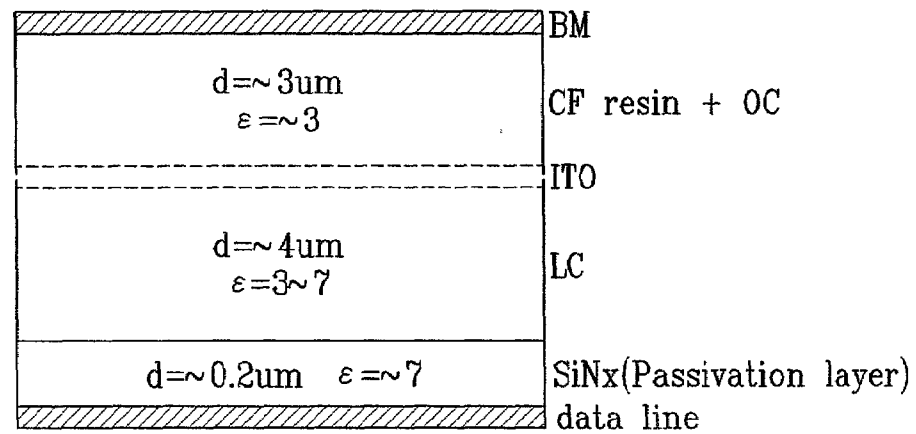 BM
d=~3um
ε=~3
CF resin + OC
ITO
d=~4um
ε=3~7
LC
d=~0.2um ε=~7
SiNx(Passivation layer)
data line